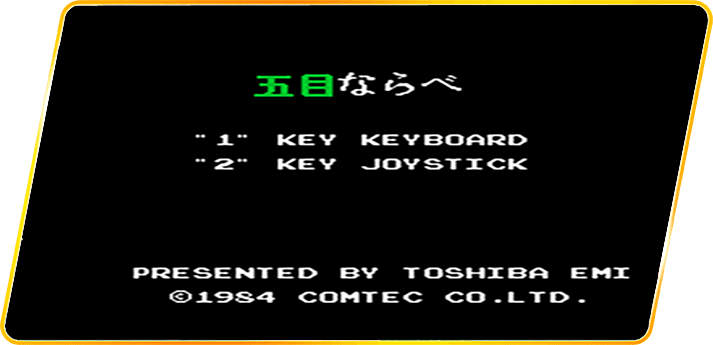 五目ならべ
"1" KEY KEYBOARD
"2" KEY JOYSTICK
PRESENTED BY TOSHIBA EMI
©1984 COMTEC CO.LTD.